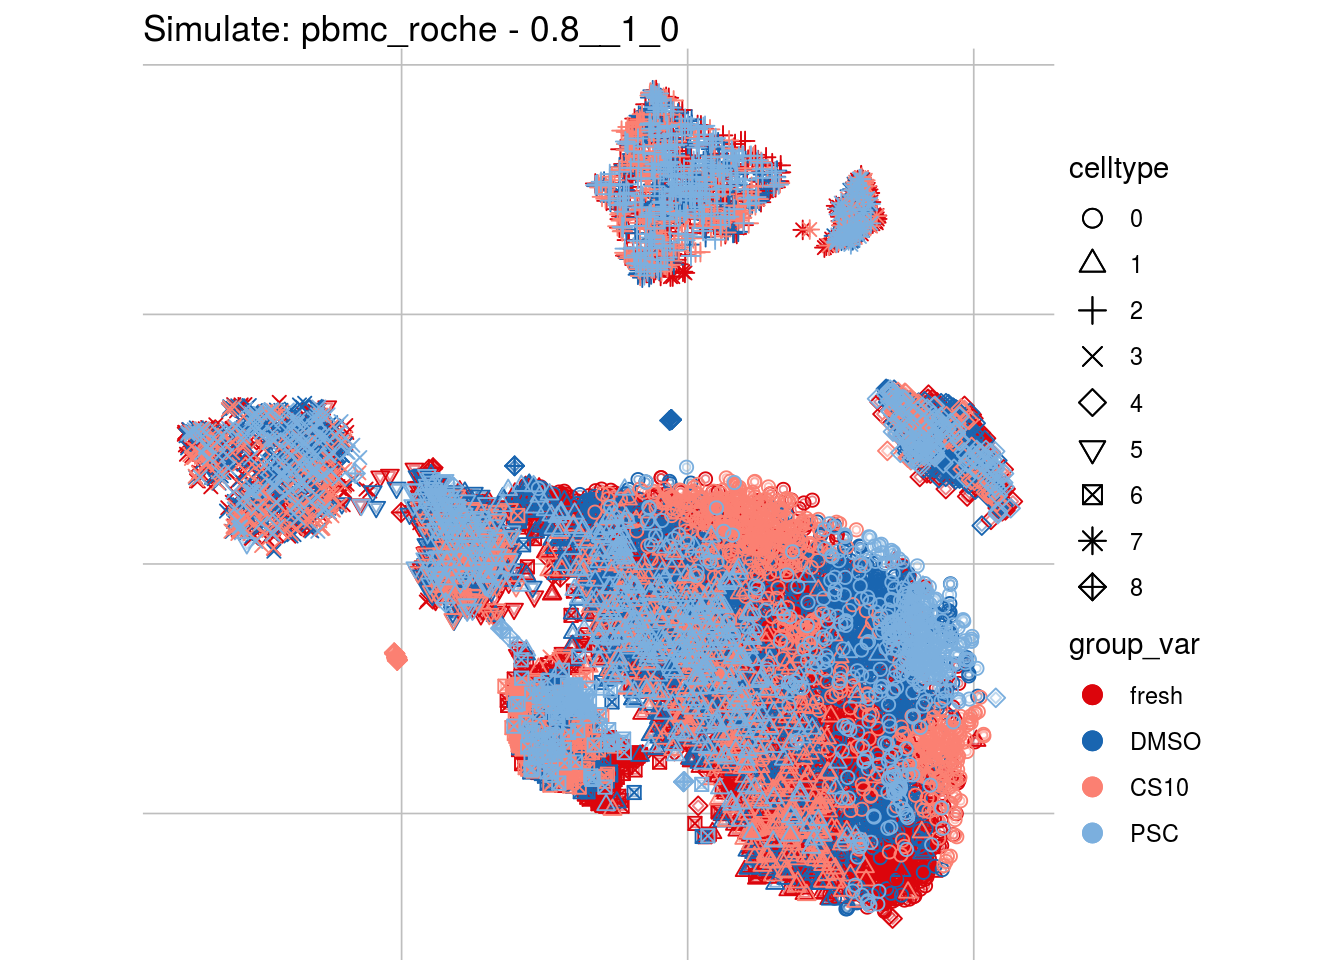 Simulate: pbmc_roche - 0.8__1_0
celltype
0
1
2
3
4
5
6
7
8
group_var
fresh
DMSO
CS10
PSC